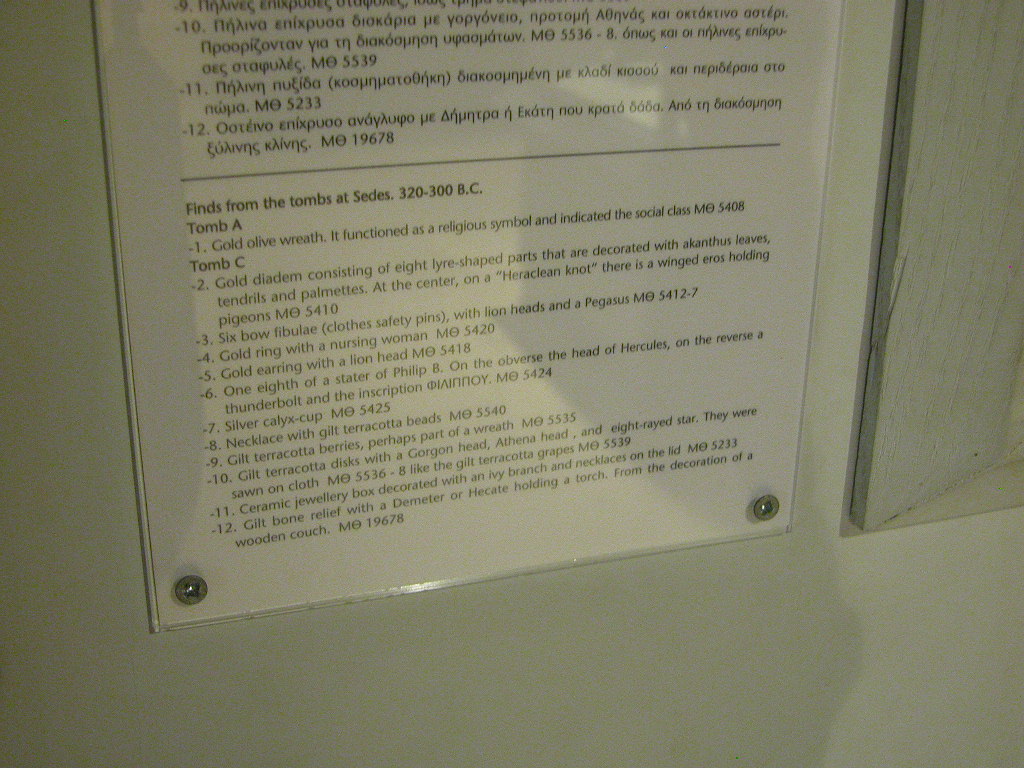 -9. Πήλινες επίχρυσες σταφυλές, ίσως τμήμα
-10. Πήλινα επίχρυσα δισκάρια με γοργόνειο, προτομή Αθηνάς και οκτάκτινο αστέρι.
Προορίζονταν για τη διακόσμηση υφασμάτων. ΜΘ 5536 - 8. όπως και οι πήλινες επίχρυ-
σες σταφυλές. ΜΘ 5539
-11. Πήλινη πυξίδα (κοσμηματοθήκη) διακοσμημένη με κλαδί κισσού και περιδέραια στο
πώμα. ΜΘ 5233
-12. Οστέινο επίχρυσο ανάγλυφο με Δήμητρα ή Εκάτη που κρατά δάδα. Από τη διακόσμηση
ξύλινης κλίνης. ΜΘ 19678
Finds from the tombs at Sedes. 320-300 B.C.
Tomb A
-1. Gold olive wreath. It functioned as a religious symbol and indicated the social class ΜΘ 5408
Tomb C
-2. Gold diadem consisting of eight lyre-shaped parts that are decorated with akanthus leaves,
tendrils and palmettes. At the center, on a "Heraclean knot" there is a winged eros holding
pigeons ΜΘ 5410
-3. Six bow fibulae (clothes safety pins), with lion heads and a Pegasus ΜΘ 5412-7
-4. Gold ring with a nursing woman ΜΘ 5420
-5. Gold earring with a lion head ΜΘ 5418
-6. One eighth of a stater of Philip B. On the obverse the head of Hercules, on the reverse a
thunderbolt and the inscription ΦΙΛΙΠΠΟΥ. ΜΘ 5424
-7. Silver calyx-cup ΜΘ 5425
-8. Necklace with gilt terracotta beads ΜΘ 5540
-9. Gilt terracotta berries, perhaps part of a wreath ΜΘ 5535
-10. Gilt terracotta disks with a Gorgon head, Athena head , and eight-rayed star. They were
sawn on cloth ΜΘ 5536 - 8 like the gilt terracotta grapes ΜΘ 5539
-11. Ceramic jewellery box decorated with an ivy branch and necklaces on the lid ΜΘ 5233
-12. Gilt bone relief with a Demeter or Hecate holding a torch. From the decoration of a
wooden couch. ΜΘ 19678